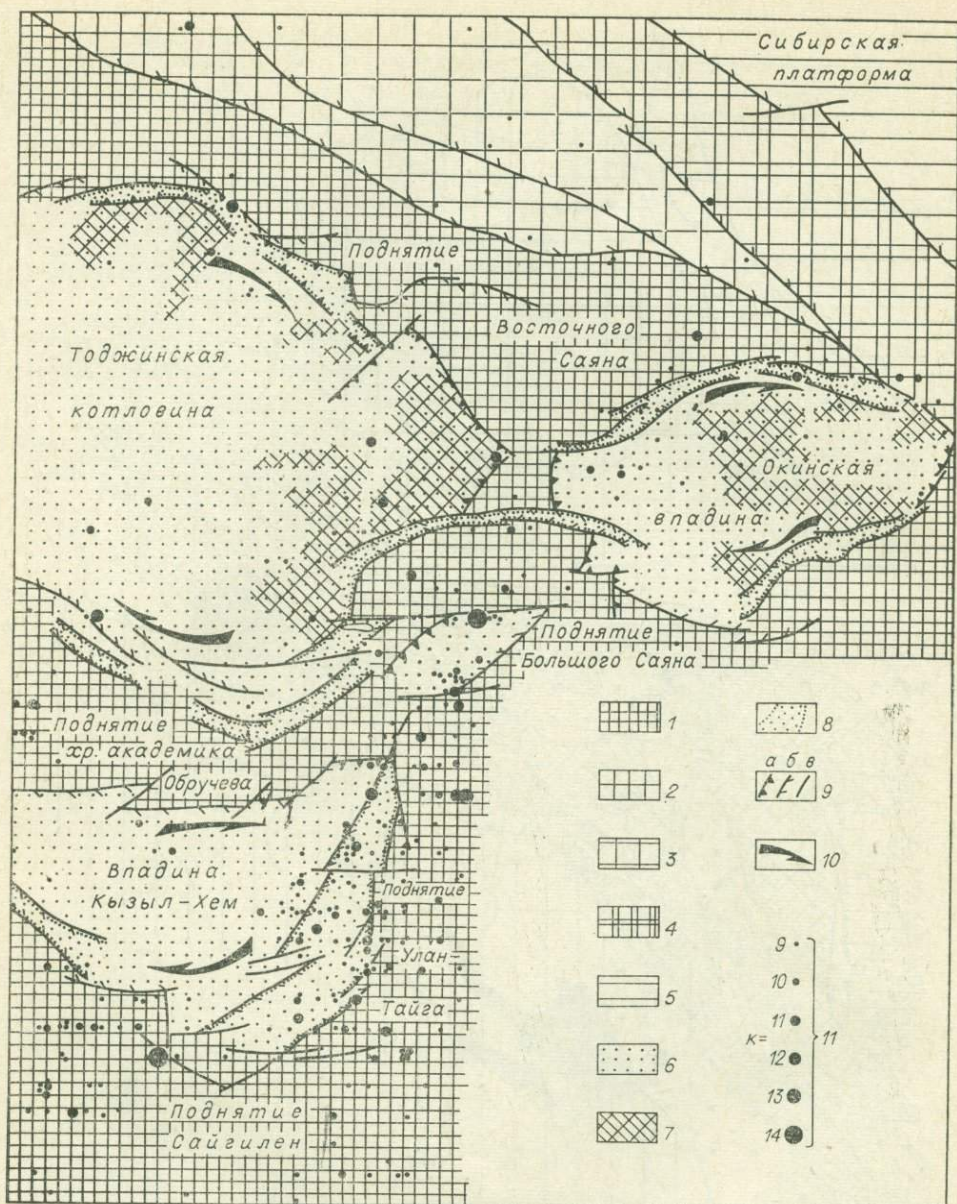 Сибирская
платформа
Поднятие
Восточного
Саяна
Тоджинская
котловина
Окинская
впадина
Поднятие
Большого Саяна
Поднятие
хр. академика
Обручева
Впадина
Кызыл-Хем
Поднятие
Улан-
Тайга
Поднятие
Сайгилен
1
2
3
4
5
6
7
8
а б в
9
10
9
10
11
к=
12
13
14
11